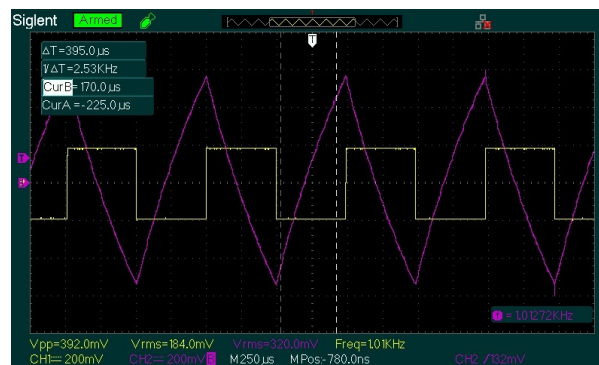 Siglent Armed
T
ΔT=395.0μs
1/ΔT=2.53KHz
CurB= 170.0μs
CurA =-225.0μs
T
= 1.01272KHz
Vpp=392.0mV Vrms=184.0mV Vrms=320.0mV Freq=1.01KHz
CH1= 200mV CH2= 200mV B M250μs MPos:-780.0ns CH2 /132mV